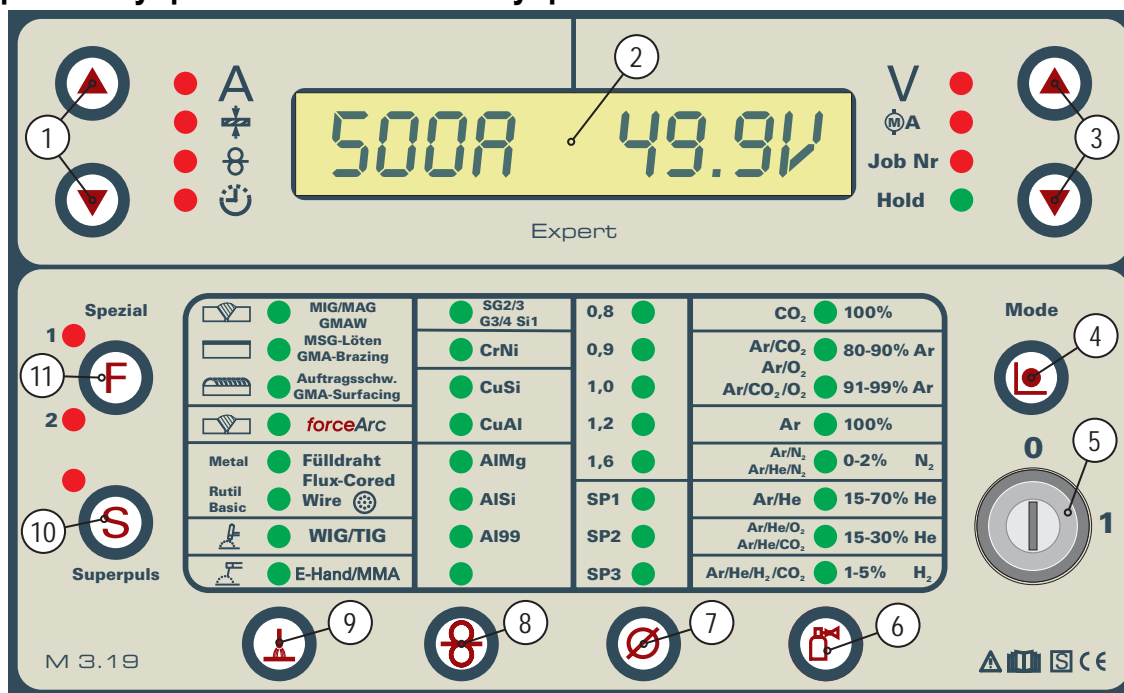 A
V
1
2
500A 49.9V
MA
3
Job Nr
Hold
Expert
Spezial
1
F
11
2
10
S
Superpuls
MIG/MAG
GMAW
MSG-Löten
GMA-Brazing
Auftragsschw.
GMA-Surfacing
forceArc
Metal
Fülldraht
Flux-Cored
Rutil
Basic
Wire
WIG/TIG
E-Hand/MMA
SG2/3
G3/4 Si1
CrNi
CuSi
CuAl
AlMg
AlSi
Al99
0,8
0,9
1,0
1,2
1,6
SP1
SP2
SP3
CO₂ 100%
Ar/CO₂ 80-90% Ar
Ar/O₂
Ar/CO₂/O₂ 91-99% Ar
Ar 100%
Ar/N₂
Ar/He/N₂ 0-2% N₂
Ar/He 15-70% He
Ar/He/O₂
Ar/He/CO₂ 15-30% He
Ar/He/H₂/CO₂ 1-5% H₂
Mode
4
0
5
1
9
8
7
6
M 3.19
S CE